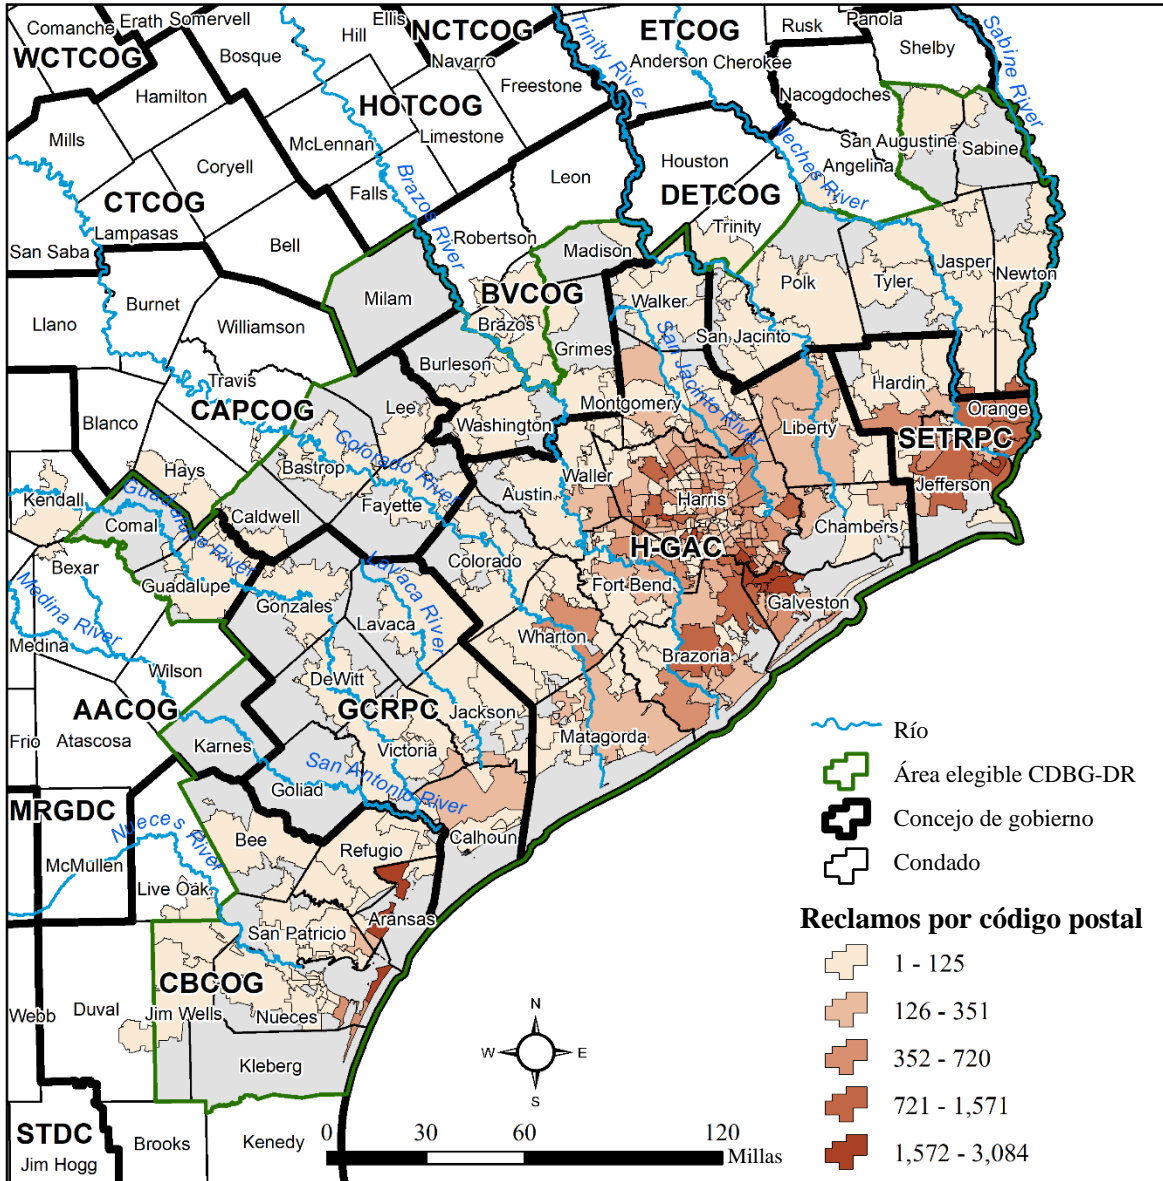 Comanche
Erath
Somervell
Ellis
Hill
NCTCOG
Trinity River
ETCOG
Rusk
Panola
Sabine River
WCTCOG
Bosque
Navarro
Anderson
Cherokee
Shelby
Hamilton
HOTCOG
Freestone
Nacogdoches
Mills
McLennan
Limestone
Neches River
San Augustine
Sabine
Coryell
Brazos River
Houston
Angelina
Falls
Leon
CTCOG
DETCOG
Lampasas
San Saba
Bell
Robertson
Madison
Trinity
Jasper
Burnet
Milam
BVCOG
Walker
Polk
Tyler
Newton
Llano
Williamson
Brazos
San Jacinto River
San Jacinto
Burleson
Grimes
Travis
Hardin
CAPCOG
Lee
Montgomery
Orange
Blanco
Washington
Liberty
SETRPC
Colorado River
Hays
Bastrop
Waller
Jefferson
Kendall
Guadalupe River
Fayette
Austin
Harris
Comal
Caldwell
Chambers
Bexar
Lavaca River
Colorado
H-GAC
Medina River
Guadalupe
Fort Bend
Gonzales
Lavaca
Galveston
Medina
Wharton
Wilson
Brazoria
DeWitt
AACOG
GCRPC
Jackson
Frio
Atascosa
Karnes
Victoria
Matagorda
San Antonio River
Goliad
MRGDC
Nueces River
Bee
Refugio
Calhoun
McMullen
Live Oak
Aransas
San Patricio
CBCOG
Webb
Duval
Jim Wells
Nueces
Kleberg
STDC
Jim Hogg
Brooks
Kenedy
Río
Área elegible CDBG-DR
Concejo de gobierno
Condado
Reclamos por código postal
1 - 125
126 - 351
352 - 720
721 - 1,571
1,572 - 3,084
N
W
E
S
0 30 60 120
Millas